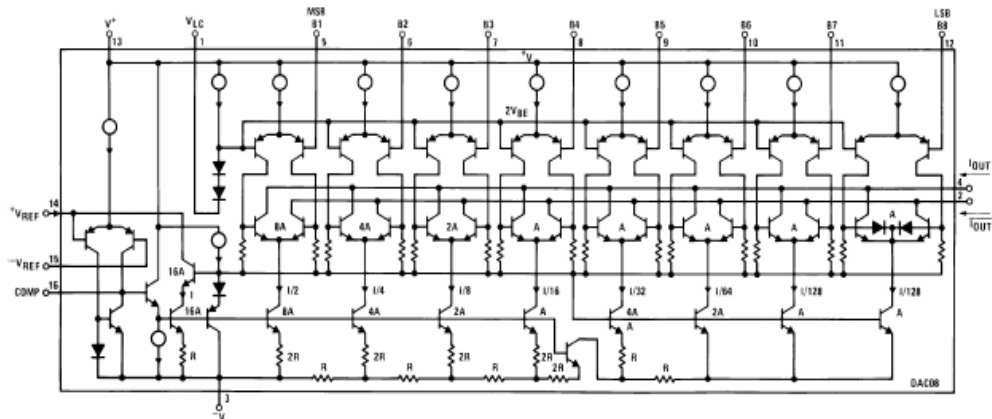 V+ VLC MSB B1 B2 B3 B4 B5 B6 B7 LSB B8
13 1 5 6 7 8 9 10 11 12
+V
2VBE
IOUT
4
2
IOUT
14
+VREF
8A 4A 2A A A A A A
-VREF
15
16A
COMP
16
I I/2 I/4 I/8 I/16 I/32 I/64 I/128 I/128
16A 8A 4A 2A A 4A 2A A A
A
R 2R 2R 2R 2R R
R R R 2R R
3
-V
DAC08